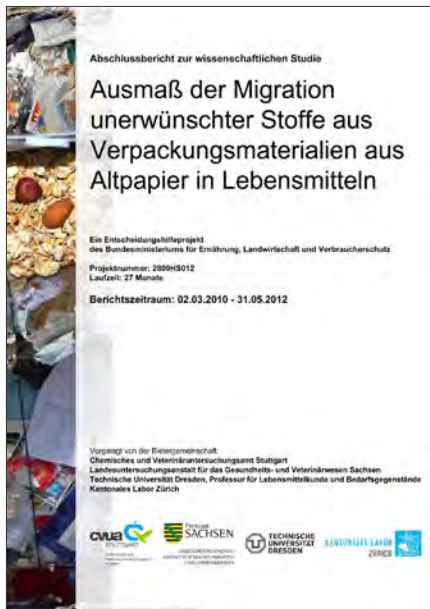 Abschlussbericht zur wissenschaftlichen Studie
Ausmaß der Migration
unerwünschter Stoffe aus
Verpackungsmaterialien aus
Altpapier in Lebensmitteln
Ein Entscheidungshilfeprojekt
des Bundesministeriums für Ernährung, Landwirtschaft und Verbraucherschutz
Projektnummer: 2809HS012
Laufzeit: 27 Monate
Berichtszeitraum: 02.03.2010 - 31.05.2012
Vorgelegt von der Bietergemeinschaft
Chemisches und Veterinäruntersuchungsamt Stuttgart
Landesuntersuchungsanstalt für das Gesundheits- und Veterinärwesen Sachsen
Technische Universität Dresden, Professur für Lebensmittelkunde und Bedarfsgegenstände
Kantonales Labor Zürich
cvua
STUTTGART
Freistaat
SACHSEN
TECHNISCHE
UNIVERSITÄT
DRESDEN
KANTONALES LABOR
ZÜRICH